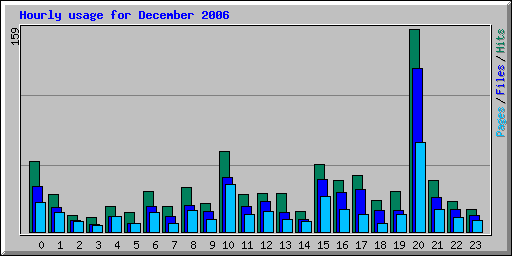 Hourly usage for December 2006
159
Pages / Files / Hits
0 1 2 3 4 5 6 7 8 9 10 11 12 13 14 15 16 17 18 19 20 21 22 23